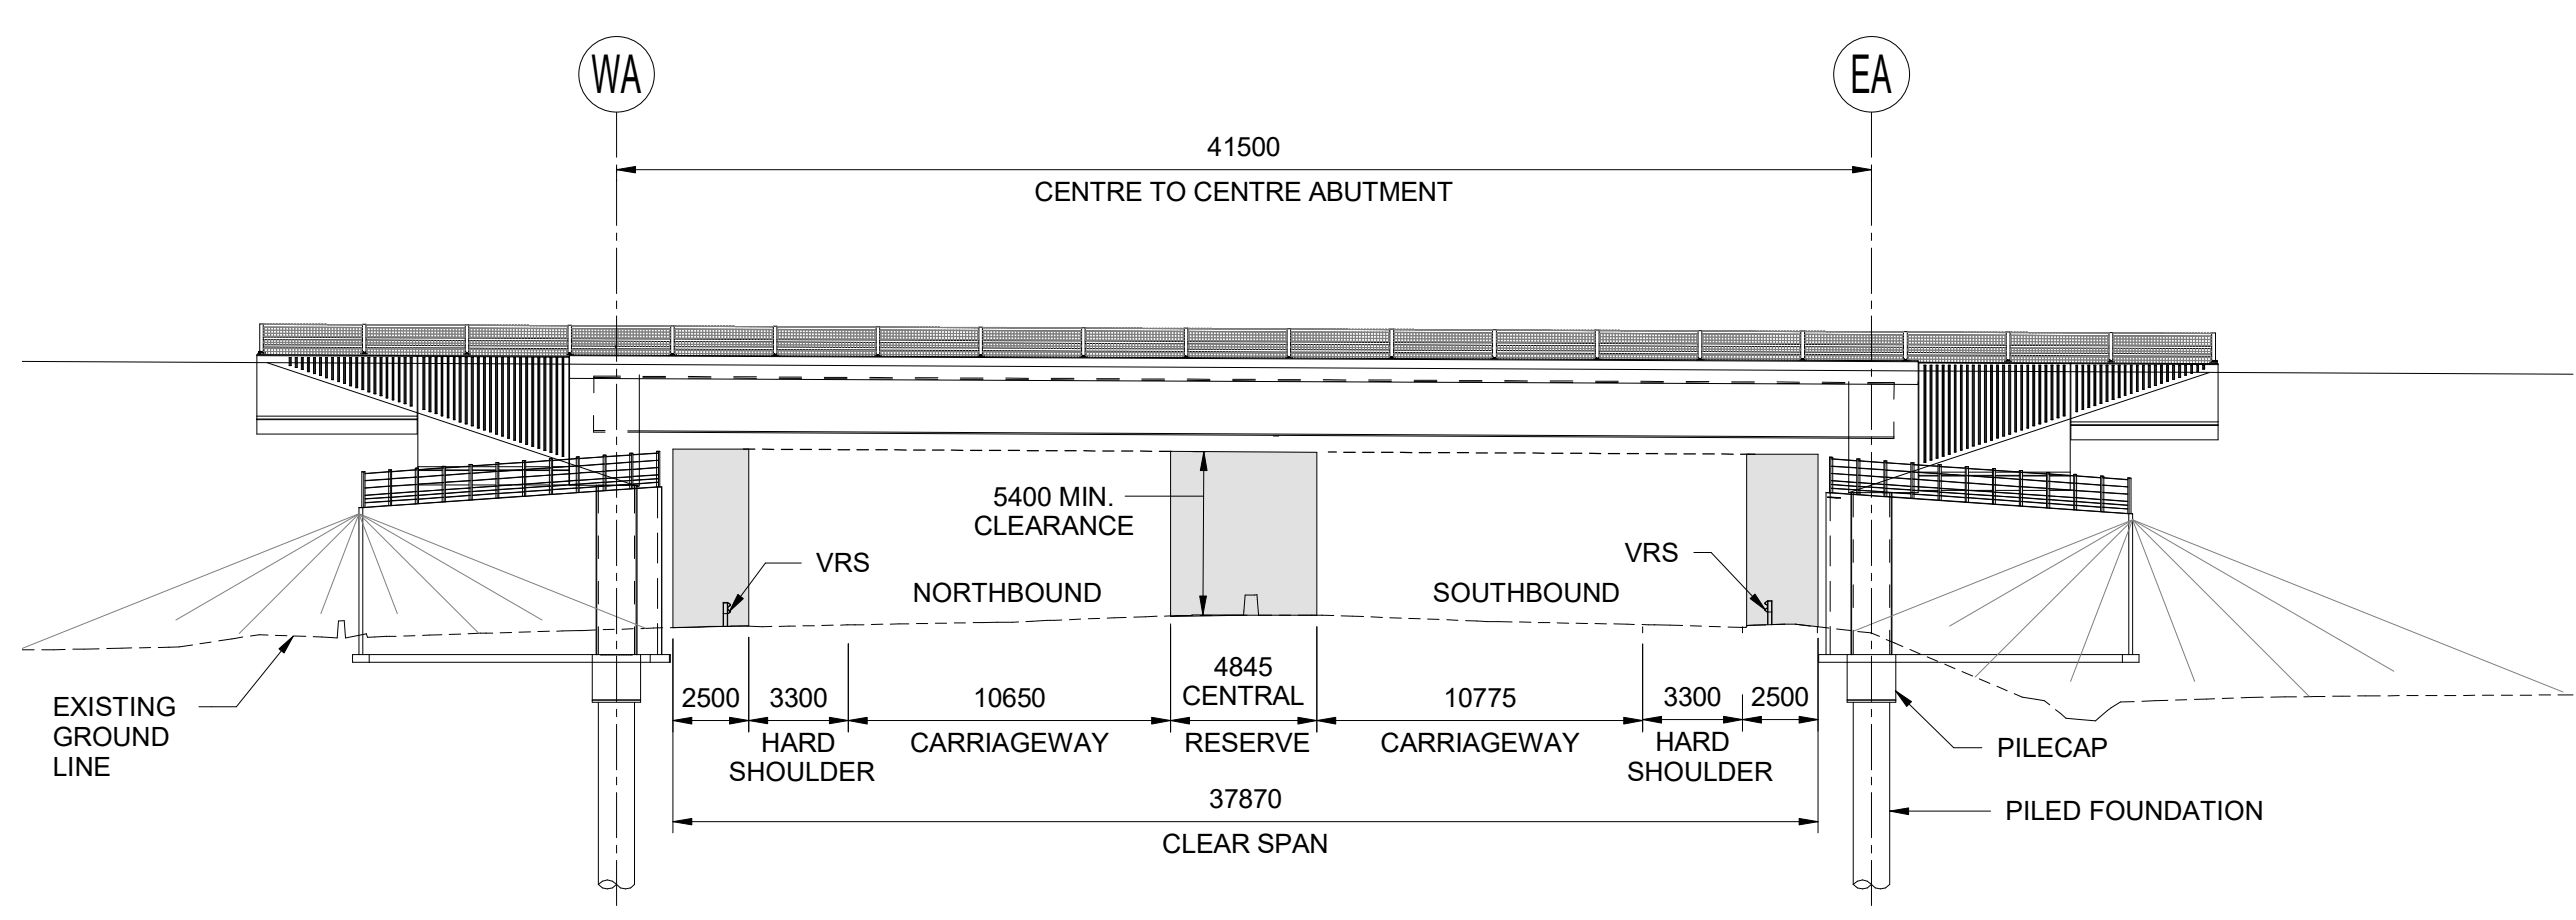 WA
EA
41500
CENTRE TO CENTRE ABUTMENT
5400 MIN.
CLEARANCE
VRS
VRS
NORTHBOUND
SOUTHBOUND
EXISTING
GROUND
LINE
2500
3300
10650
4845
CENTRAL
10775
3300
2500
HARD
SHOULDER
CARRIAGEWAY
RESERVE
CARRIAGEWAY
HARD
SHOULDER
PILECAP
37870
CLEAR SPAN
PILED FOUNDATION